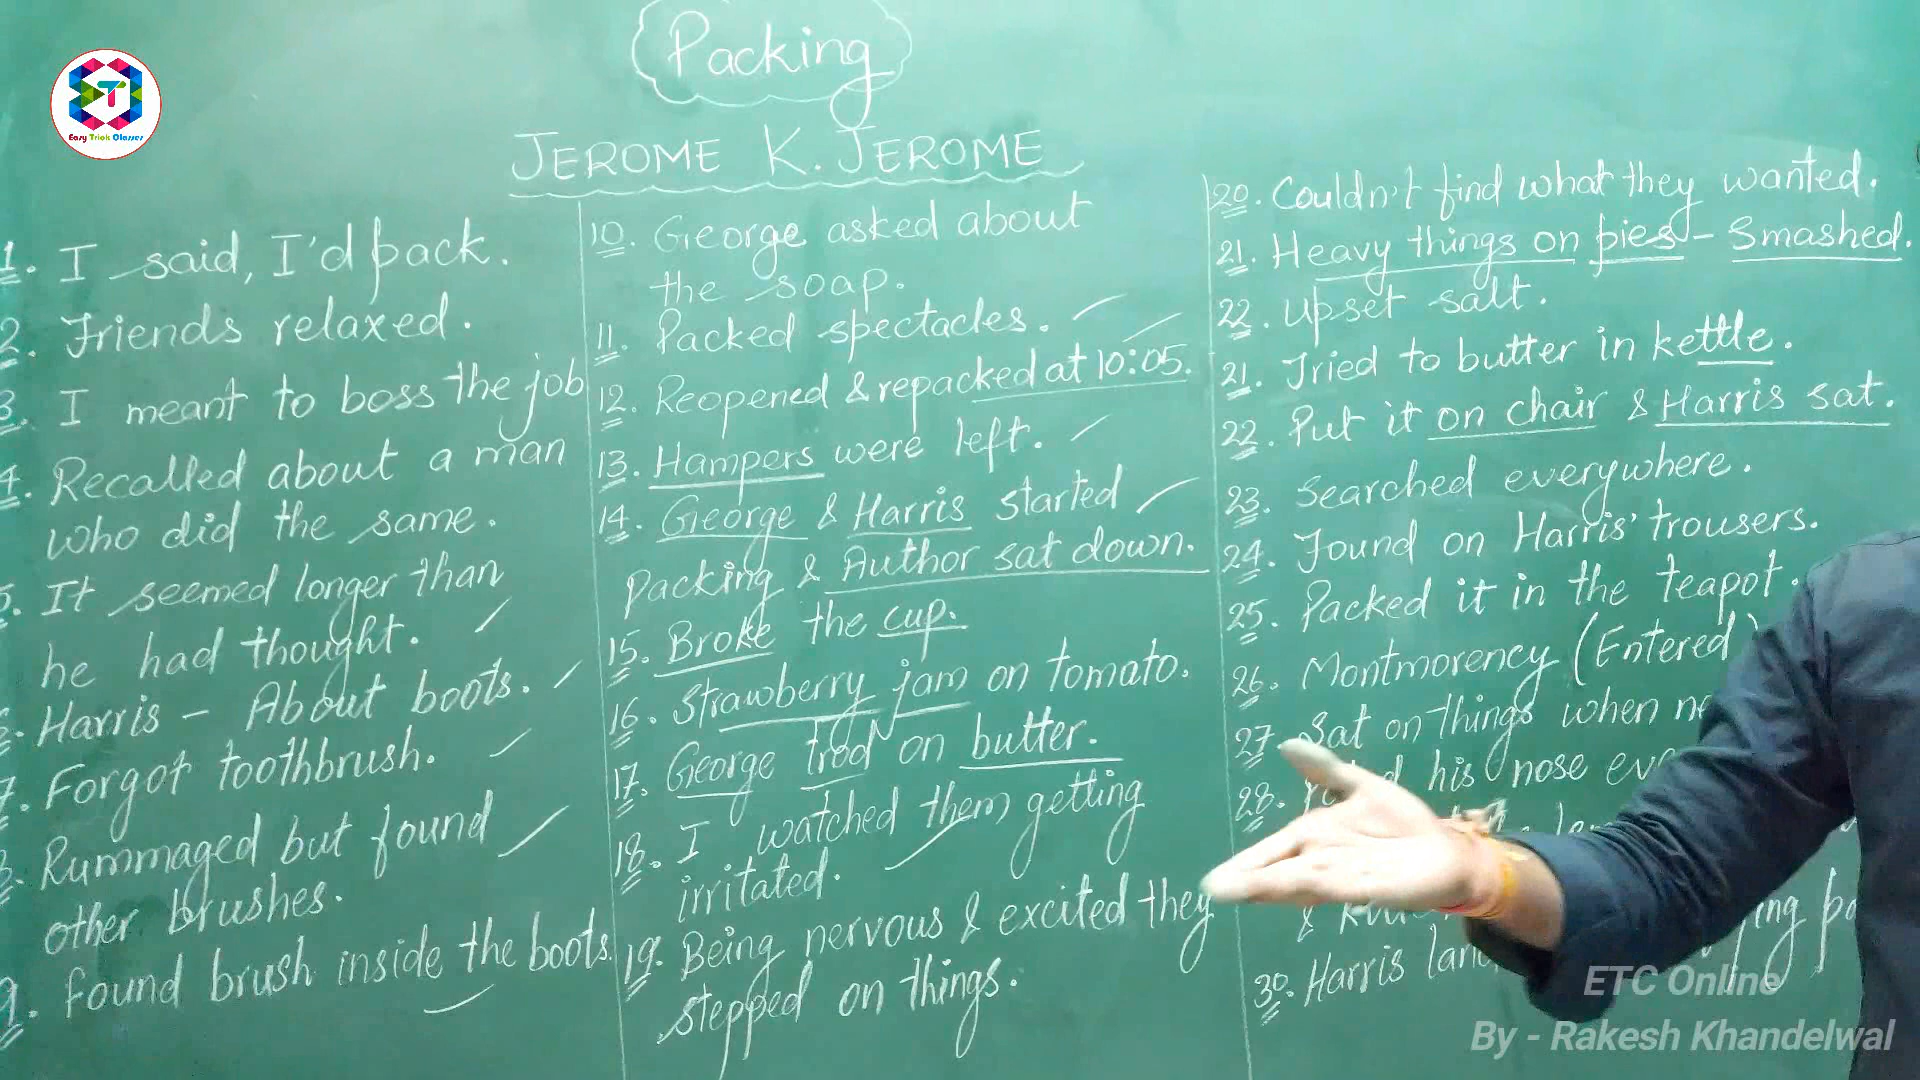 Packing
JEROME K. JEROME
Easy Trick Classes
1. I said, I'd pack.
2. Friends relaxed.
3. I meant to boss the job
4. Recalled about a man
who did the same.
5. It seemed longer than
he had thought.
6. Harris - About boots.
7. Forgot toothbrush.
8. Rummaged but found
other brushes.
9. Found brush inside the boots.
10. George asked about
the soap.
11. Packed spectacles.
12. Reopened & repacked at 10:05.
13. Hampers were left.
14. George & Harris started
packing & Author sat down.
15. Broke the cup.
16. Strawberry jam on tomato.
17. George trod on butter.
18. I watched them getting
irritated.
19. Being nervous & excited they
stepped on things.
20. Couldn't find what they wanted.
21. Heavy things on pies - Smashed.
22. Upset salt.
21. Tried to butter in kettle.
22. Put it on chair & Harris sat.
23. Searched everywhere.
24. Found on Harris' trousers.
25. Packed it in the teapot.
26. Montmorency (Entered)
27. Sat on things when
28. his nose
&
30. Harris
ETC Online
By - Rakesh Khandelwal